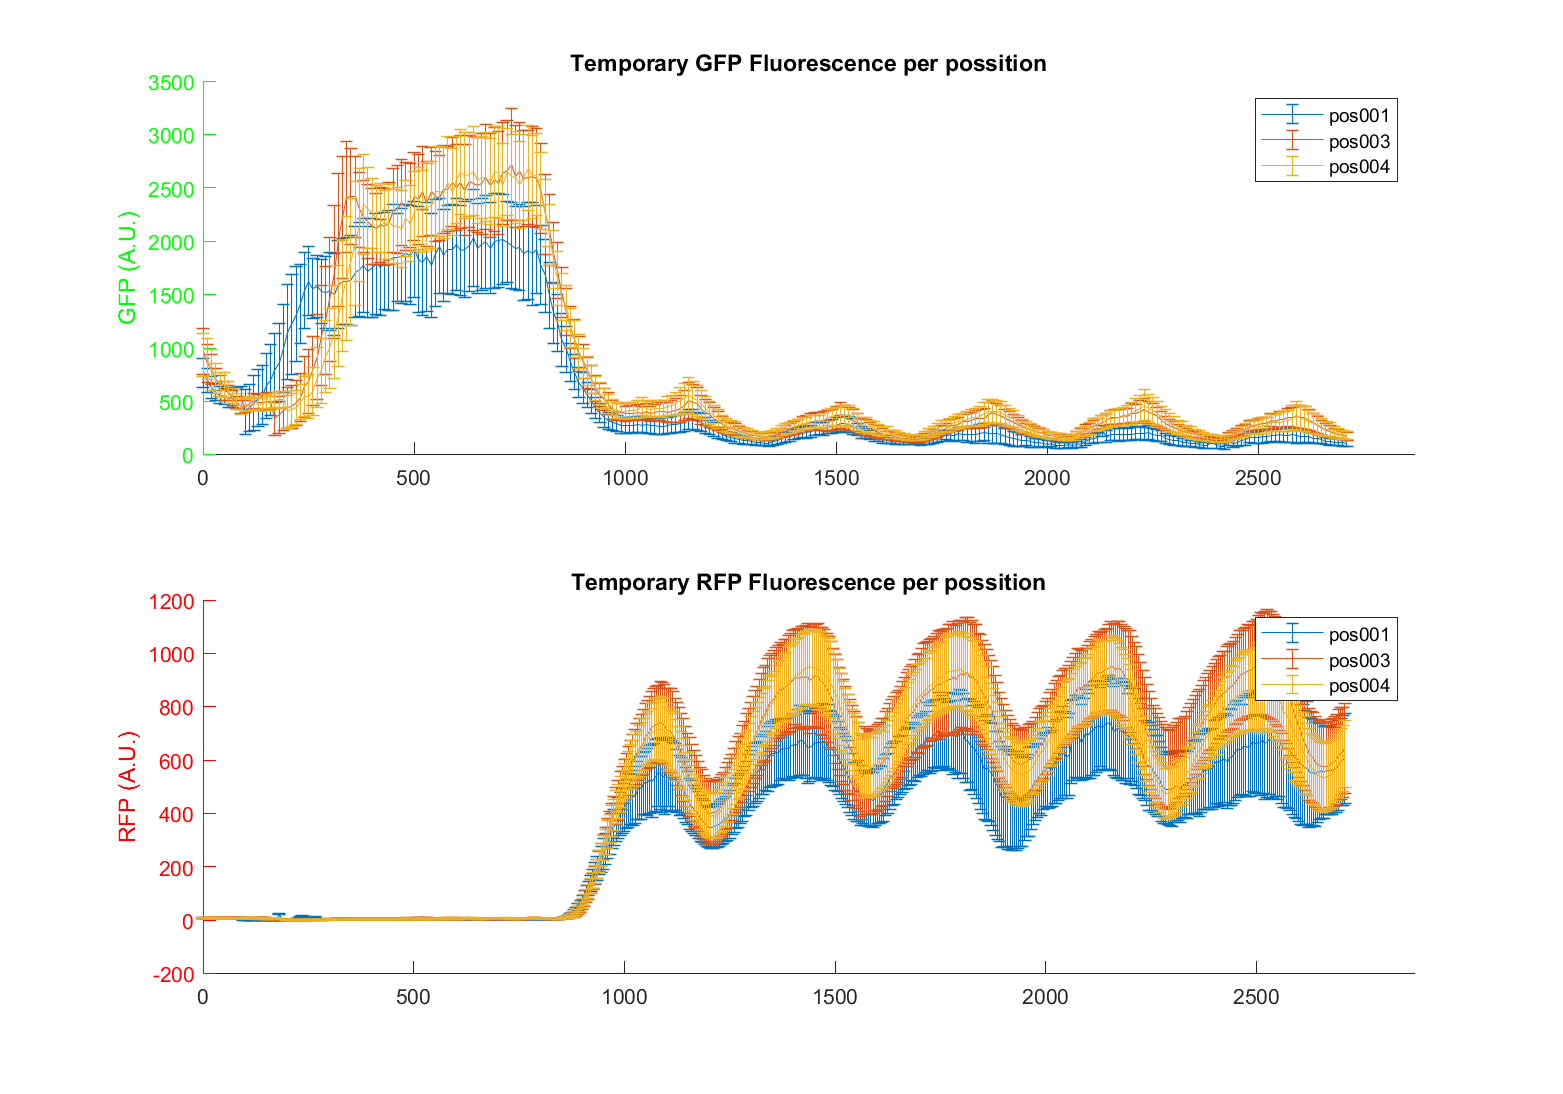 Temporary GFP Fluorescence per possition
GFP (A.U.)
3500
3000
2500
2000
1500
1000
500
0
0 500 1000 1500 2000 2500
pos001
pos003
pos004
Temporary RFP Fluorescence per possition
RFP (A.U.)
1200
1000
800
600
400
200
0
-200
0 500 1000 1500 2000 2500
pos001
pos003
pos004